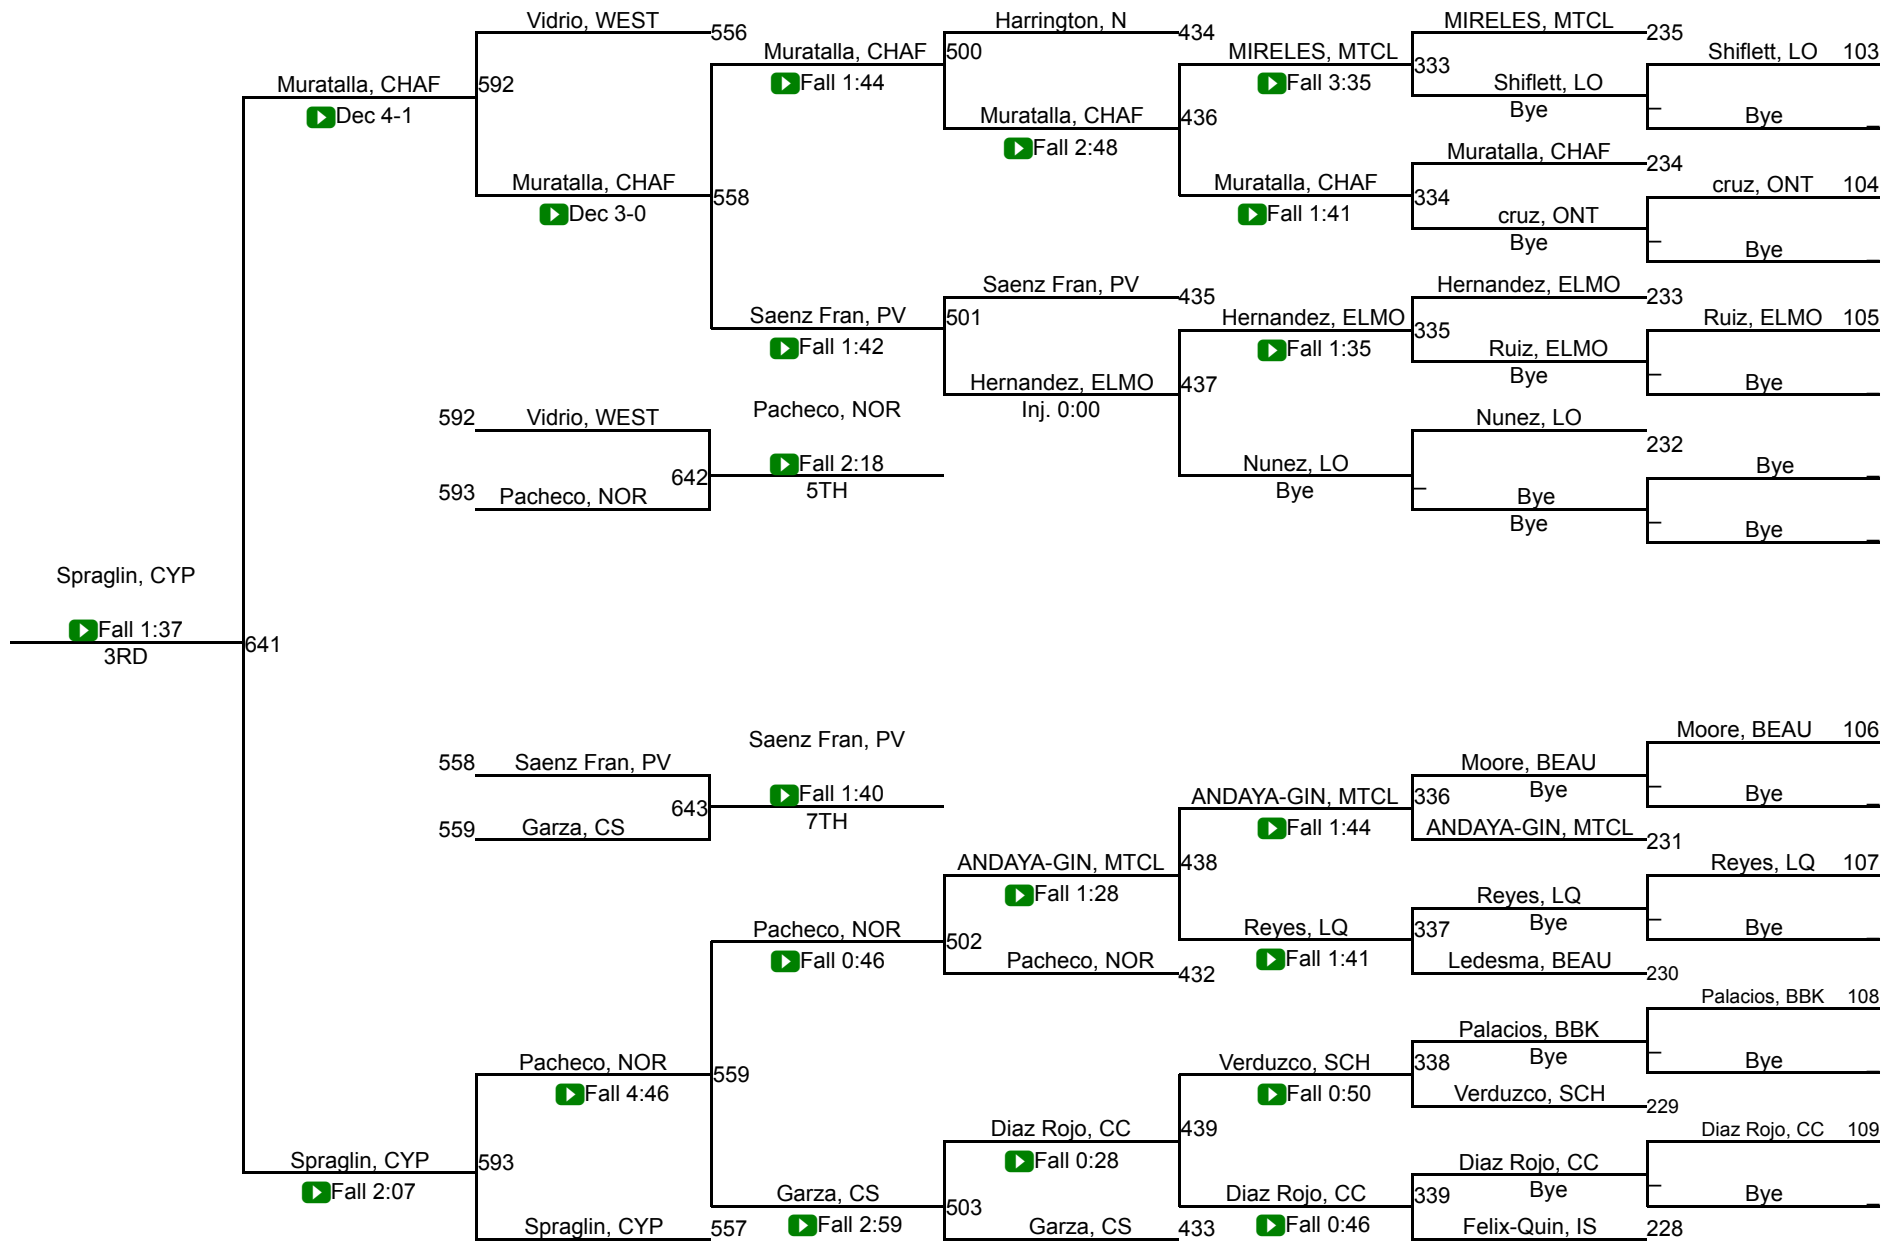 Vidrio, WEST
556
Harrington, N
434
MIRELES, MTCL
235
Muratalla, CHAF
500
MIRELES, MTCL
Shiflett, LO 103
Muratalla, CHAF
592
Fall 1:44
Fall 3:35
333
Shiflett, LO
Dec 4-1
Muratalla, CHAF
436
Bye
Bye
Fall 2:48
Muratalla, CHAF
234
Muratalla, CHAF
558
Muratalla, CHAF
334
cruz, ONT 104
Dec 3-0
Fall 1:41
cruz, ONT
Bye
Bye
Saenz Fran, PV
435
Hernandez, ELMO
233
Saenz Fran, PV
501
Hernandez, ELMO
335
Ruiz, ELMO 105
Fall 1:42
Fall 1:35
Ruiz, ELMO
Bye
Hernandez, ELMO
437
Bye
Pacheco, NOR
Inj. 0:00
592 Vidrio, WEST
Nunez, LO
232
642
Fall 2:18
Nunez, LO
Bye
593 Pacheco, NOR
5TH
Bye
Bye
Bye
Bye
Spraglin, CYP
Fall 1:37
641
3RD
Saenz Fran, PV
Moore, BEAU 106
558 Saenz Fran, PV
Moore, BEAU
643
Fall 1:40
ANDAYA-GIN, MTCL
336
Bye
Bye
559 Garza, CS
7TH
Fall 1:44
ANDAYA-GIN, MTCL
231
ANDAYA-GIN, MTCL
438
Reyes, LQ 107
Fall 1:28
Reyes, LQ
Pacheco, NOR
502
Reyes, LQ
337
Bye
Bye
Fall 0:46
Pacheco, NOR
432
Fall 1:41
Ledesma, BEAU
230
Palacios, BBK 108
Pacheco, NOR
559
Verduzco, SCH
338
Palacios, BBK
Bye
Bye
Fall 4:46
Fall 0:50
Verduzco, SCH
229
Diaz Rojo, CC
439
Diaz Rojo, CC 109
Spraglin, CYP
593
Fall 0:28
Diaz Rojo, CC
Fall 2:07
Garza, CS
503
Diaz Rojo, CC
339
Bye
Bye
Spraglin, CYP
557
Fall 2:59
Garza, CS
433
Fall 0:46
Felix-Quin, IS
228